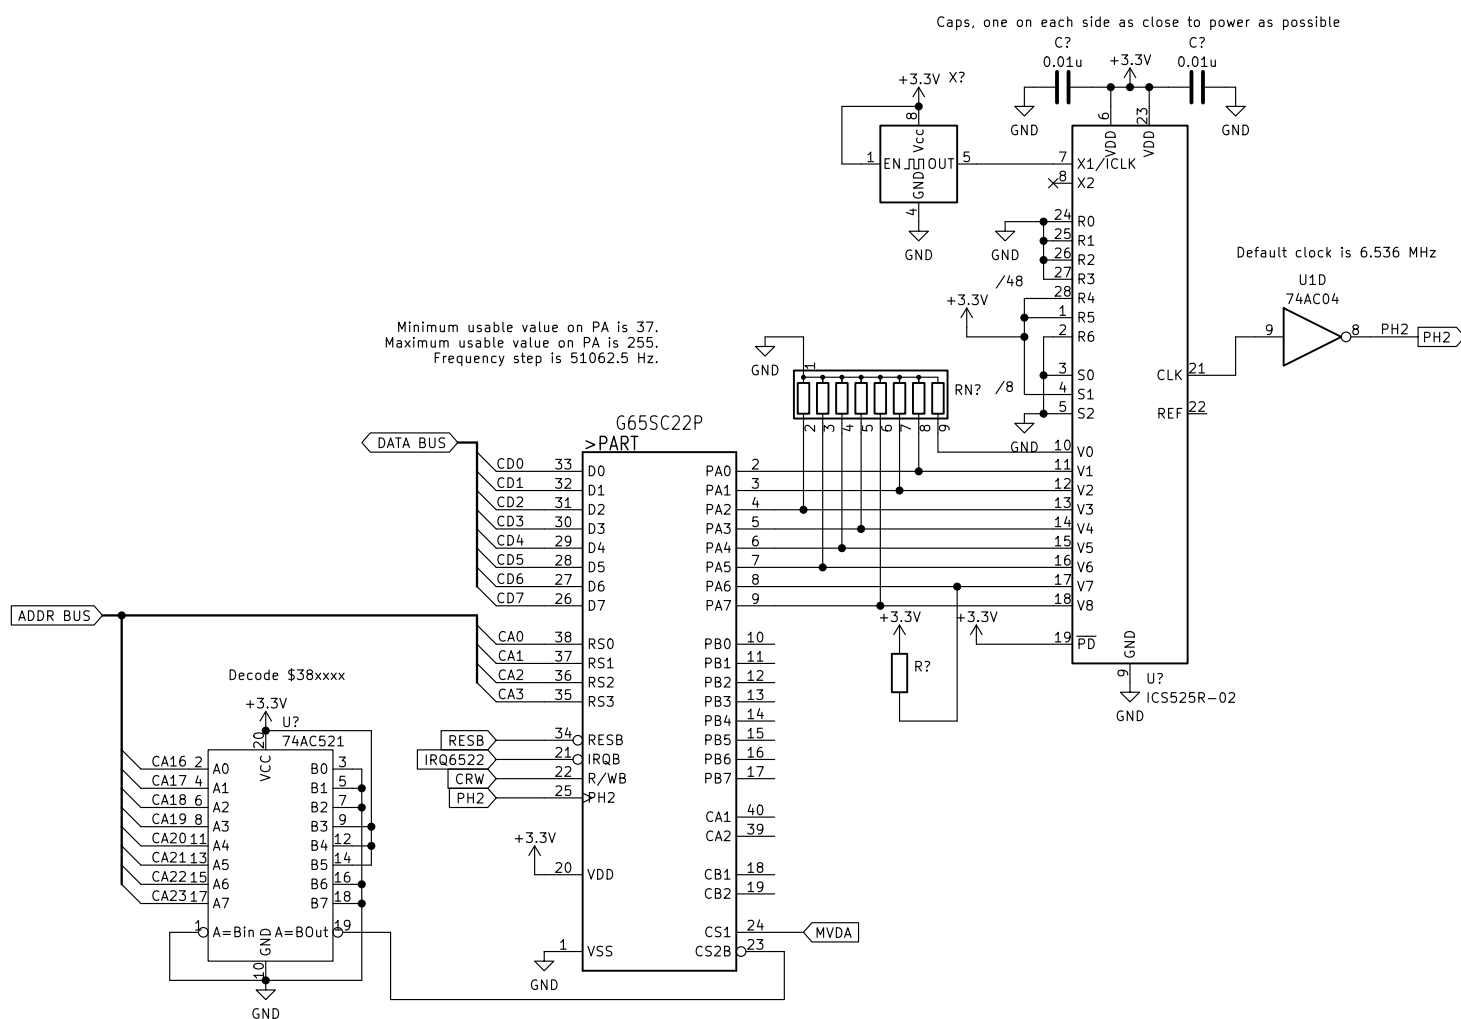 Caps, one on each side as close to power as possible
C? C?
0.01u +3.3V 0.01u
+3.3V X?
GND GND
8 Vcc 6 VDD 23 VDD
1 EN OUT 5 7 X1/ICLK
GND 4 8 X2
GND
24 R0
25 R1
GND 26 R2
27 R3
/48 28 R4
+3.3V 1 R5
2 R6
Default clock is 6.536 MHz
U1D
74AC04
9 8 PH2 PH2
Minimum usable value on PA is 37.
Maximum usable value on PA is 255.
Frequency step is 51062.5 Hz.
GND 1
RN? /8
3 S0 CLK 21
4 S1
5 S2 REF 22
GND
2 3 4 5 6 7 8 9
10 V0
G65SC22P
>PART
DATA BUS
CD0 33 D0 PA0 2 11 V1
CD1 32 D1 PA1 3 12 V2
CD2 31 D2 PA2 4 13 V3
CD3 30 D3 PA3 5 14 V4
CD4 29 D4 PA4 6 15 V5
CD5 28 D5 PA5 7 16 V6
CD6 27 D6 PA6 8 17 V7
CD7 26 D7 PA7 9 18 V8
ADDR BUS
+3.3V +3.3V
CA0 38 RS0 PB0 10 19 PD GND
CA1 37 RS1 PB1 11 R? 9
CA2 36 RS2 PB2 12 U?
CA3 35 RS3 PB3 13 ICS525R-02
PB4 14 GND
RESB 34 RESB PB5 15
IRQ6522 21 IRQB PB6 16
CRW 22 R/WB PB7 17
PH2 25 PH2
CA1 40
CA2 39
+3.3V
20 VDD CB1 18
CB2 19
CS1 24 MVDA
1 VSS CS2B 23
GND
Decode $38xxxx
+3.3V
U?
20 VCC 74AC521
CA16 2 A0 B0 3
CA17 4 A1 B1 5
CA18 6 A2 B2 7
CA19 8 A3 B3 9
CA20 11 A4 B4 12
CA21 13 A5 B5 14
CA22 15 A6 B6 16
CA23 17 A7 B7 18
1 A=Bin A=BOut 19
GND 10
GND